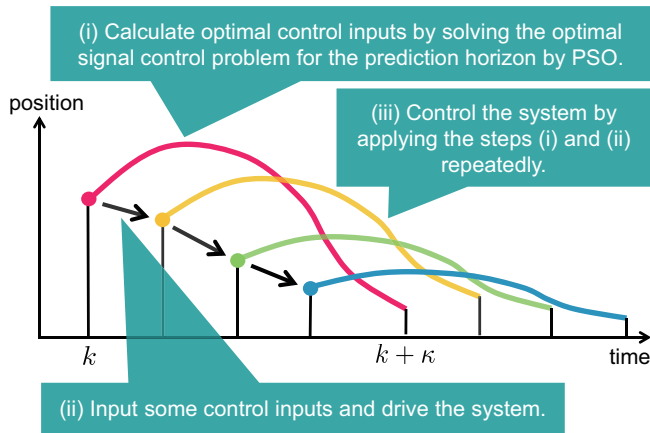 (i) Calculate optimal control inputs by solving the optimal
signal control problem for the prediction horizon by PSO.
position
(iii) Control the system by
applying the steps (i) and (ii)
repeatedly.
k
k + κ
time
(ii) Input some control inputs and drive the system.